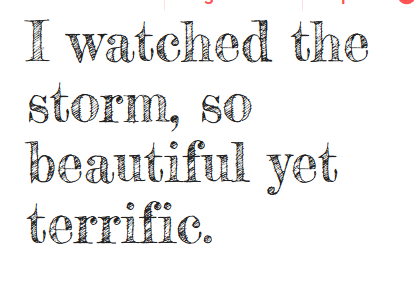 I watched the
storm, so
beautiful yet
terrific.